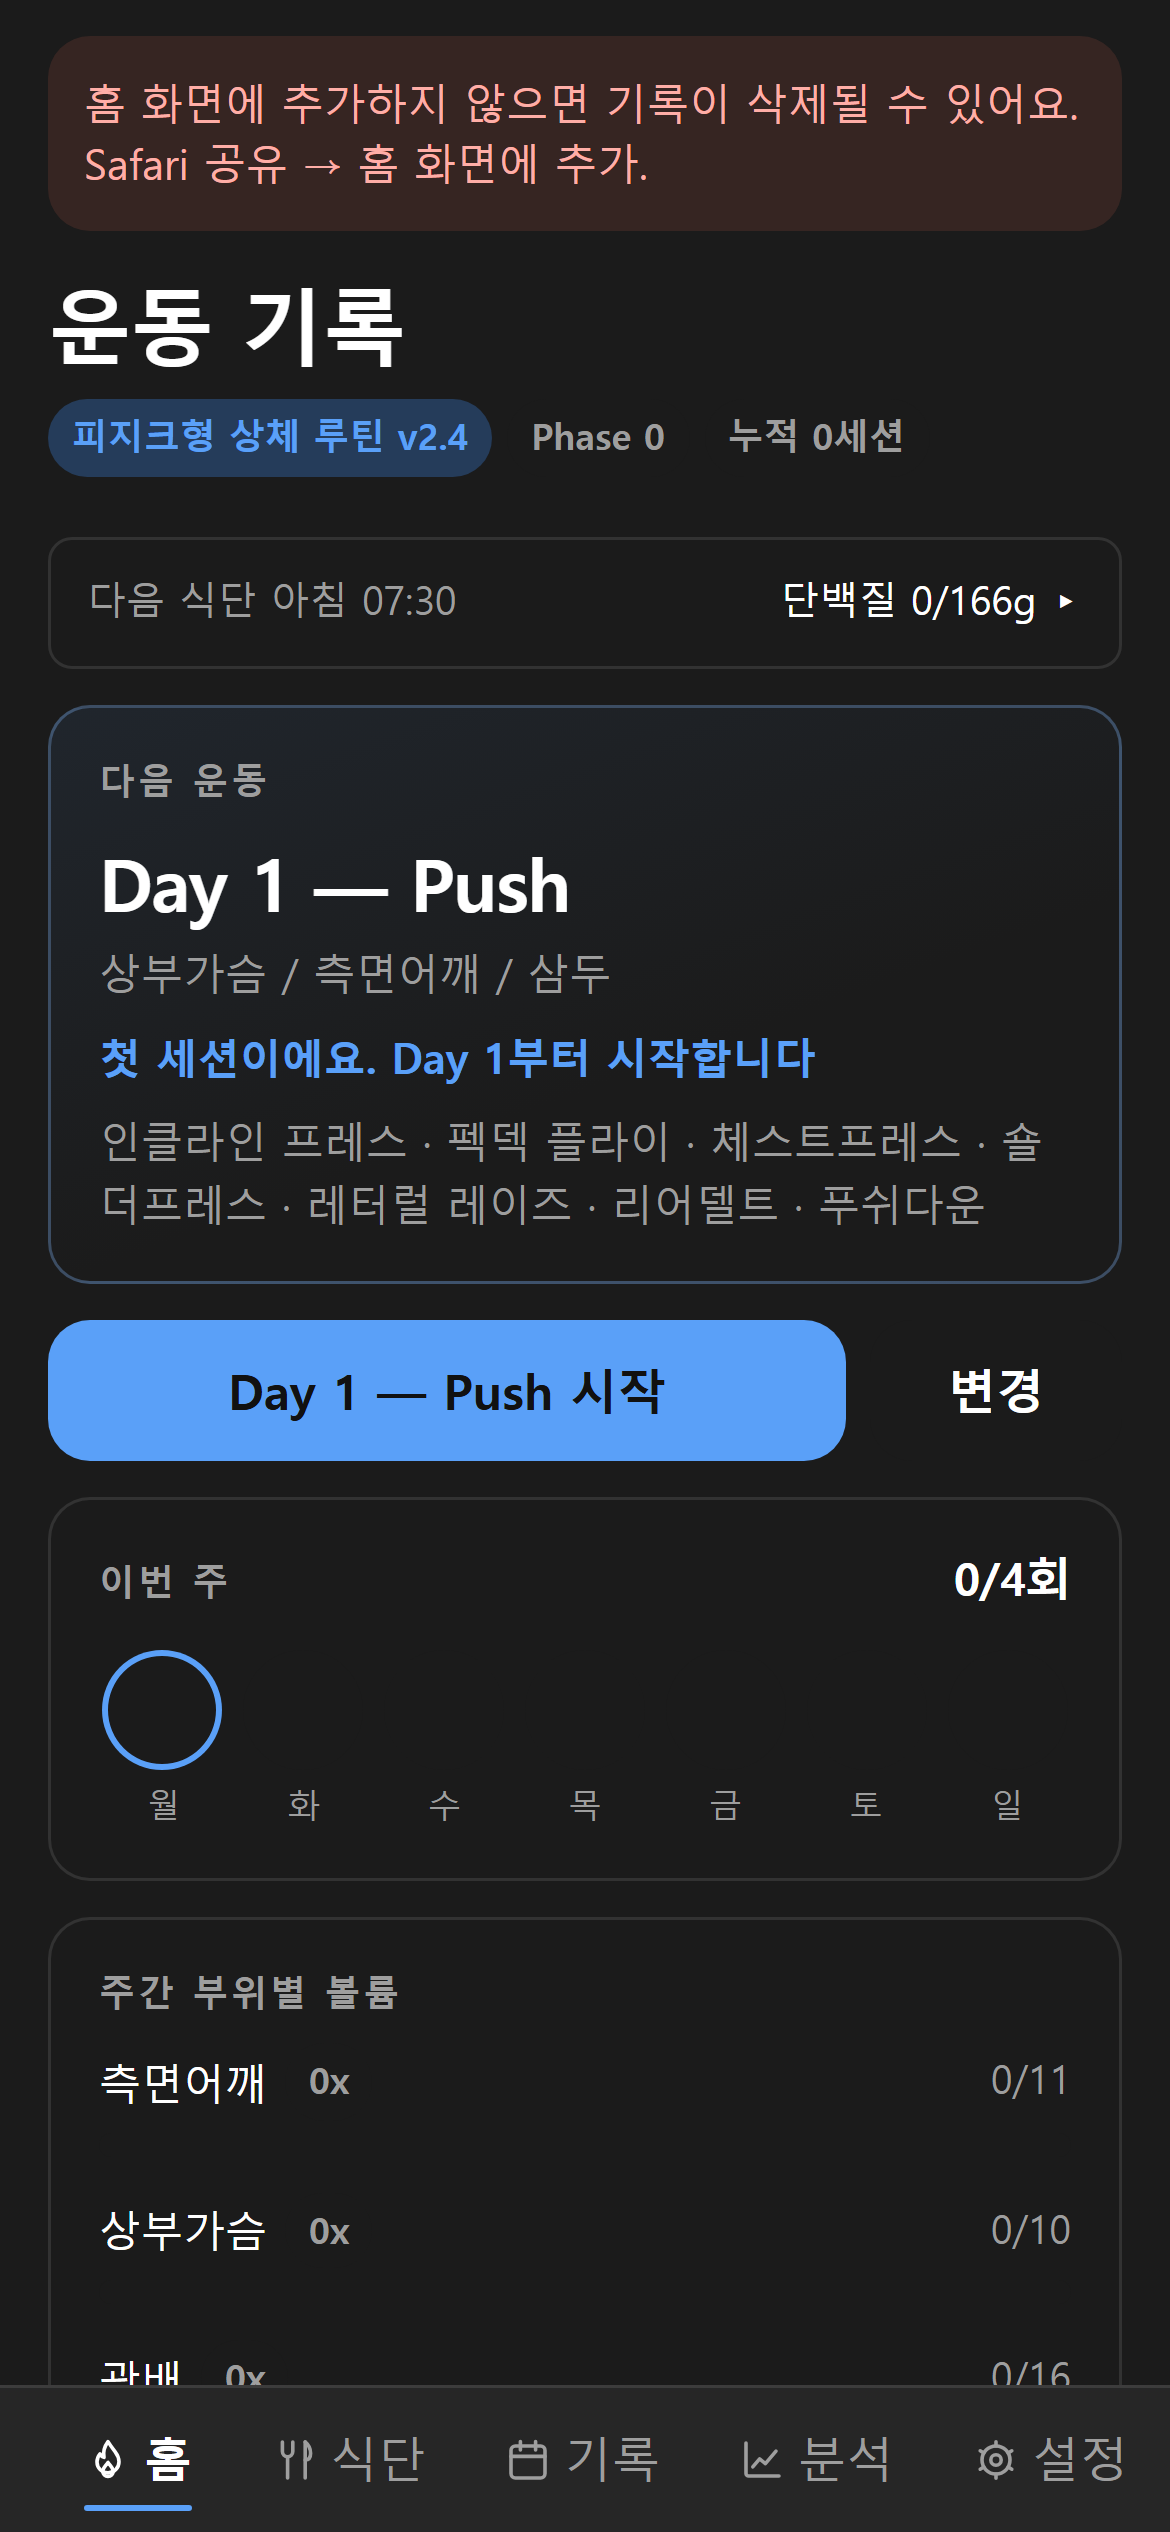 홈 화면에 추가하지 않으면 기록이 삭제될 수 있어요.
Safari 공유 → 홈 화면에 추가.
운동 기록
피지크형 상체 루틴 v2.4 Phase 0 누적 0세션
다음 식단 아침 07:30 단백질 0/166g ▸
다음 운동
Day 1 — Push
상부가슴 / 측면어깨 / 삼두
첫 세션이에요. Day 1부터 시작합니다
인클라인 프레스 · 펙덱 플라이 · 체스트프레스 · 숄
더프레스 · 레터럴 레이즈 · 리어델트 · 푸쉬다운
Day 1 — Push 시작 변경
이번 주 0/4회
월 화 수 목 금 토 일
주간 부위별 볼륨
측면어깨 0x 0/11
상부가슴 0x 0/10
광배 0x 0/16
홈 식단 기록 분석 설정